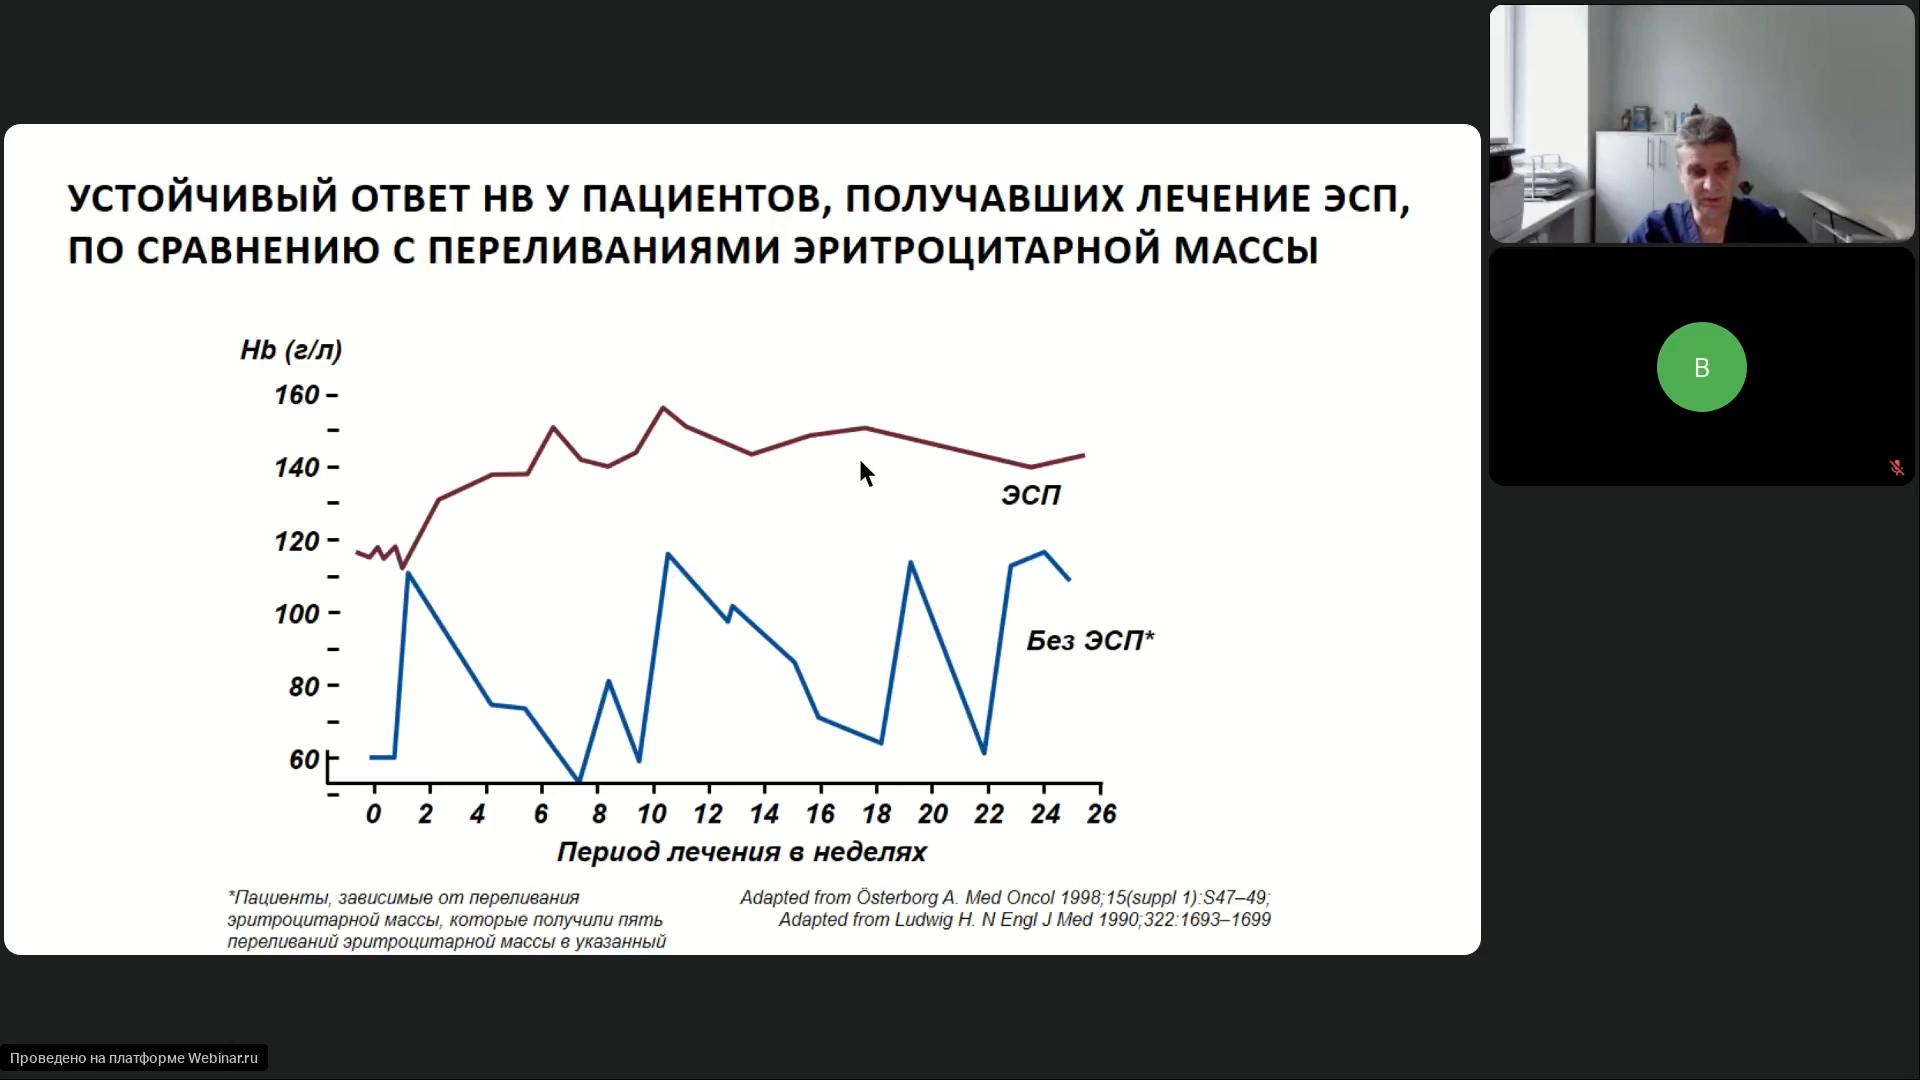 УСТОЙЧИВЫЙ ОТВЕТ HB У ПАЦИЕНТОВ, ПОЛУЧАВШИХ ЛЕЧЕНИЕ ЭСП,
ПО СРАВНЕНИЮ С ПЕРЕЛИВАНИЯМИ ЭРИТРОЦИТАРНОЙ МАССЫ
Hb (г/л)
160
140
120
100
80
60
ЭСП
Без ЭСП*
0 2 4 6 8 10 12 14 16 18 20 22 24 26
Период лечения в неделях
*Пациенты, зависимые от переливания
эритроцитарной массы, которые получили пять
переливаний эритроцитарной массы в указанный
Adapted from Österborg A. Med Oncol 1998;15(suppl 1):S47–49;
Adapted from Ludwig H. N Engl J Med 1990;322:1693–1699
В
Проведено на платформе Webinar.ru